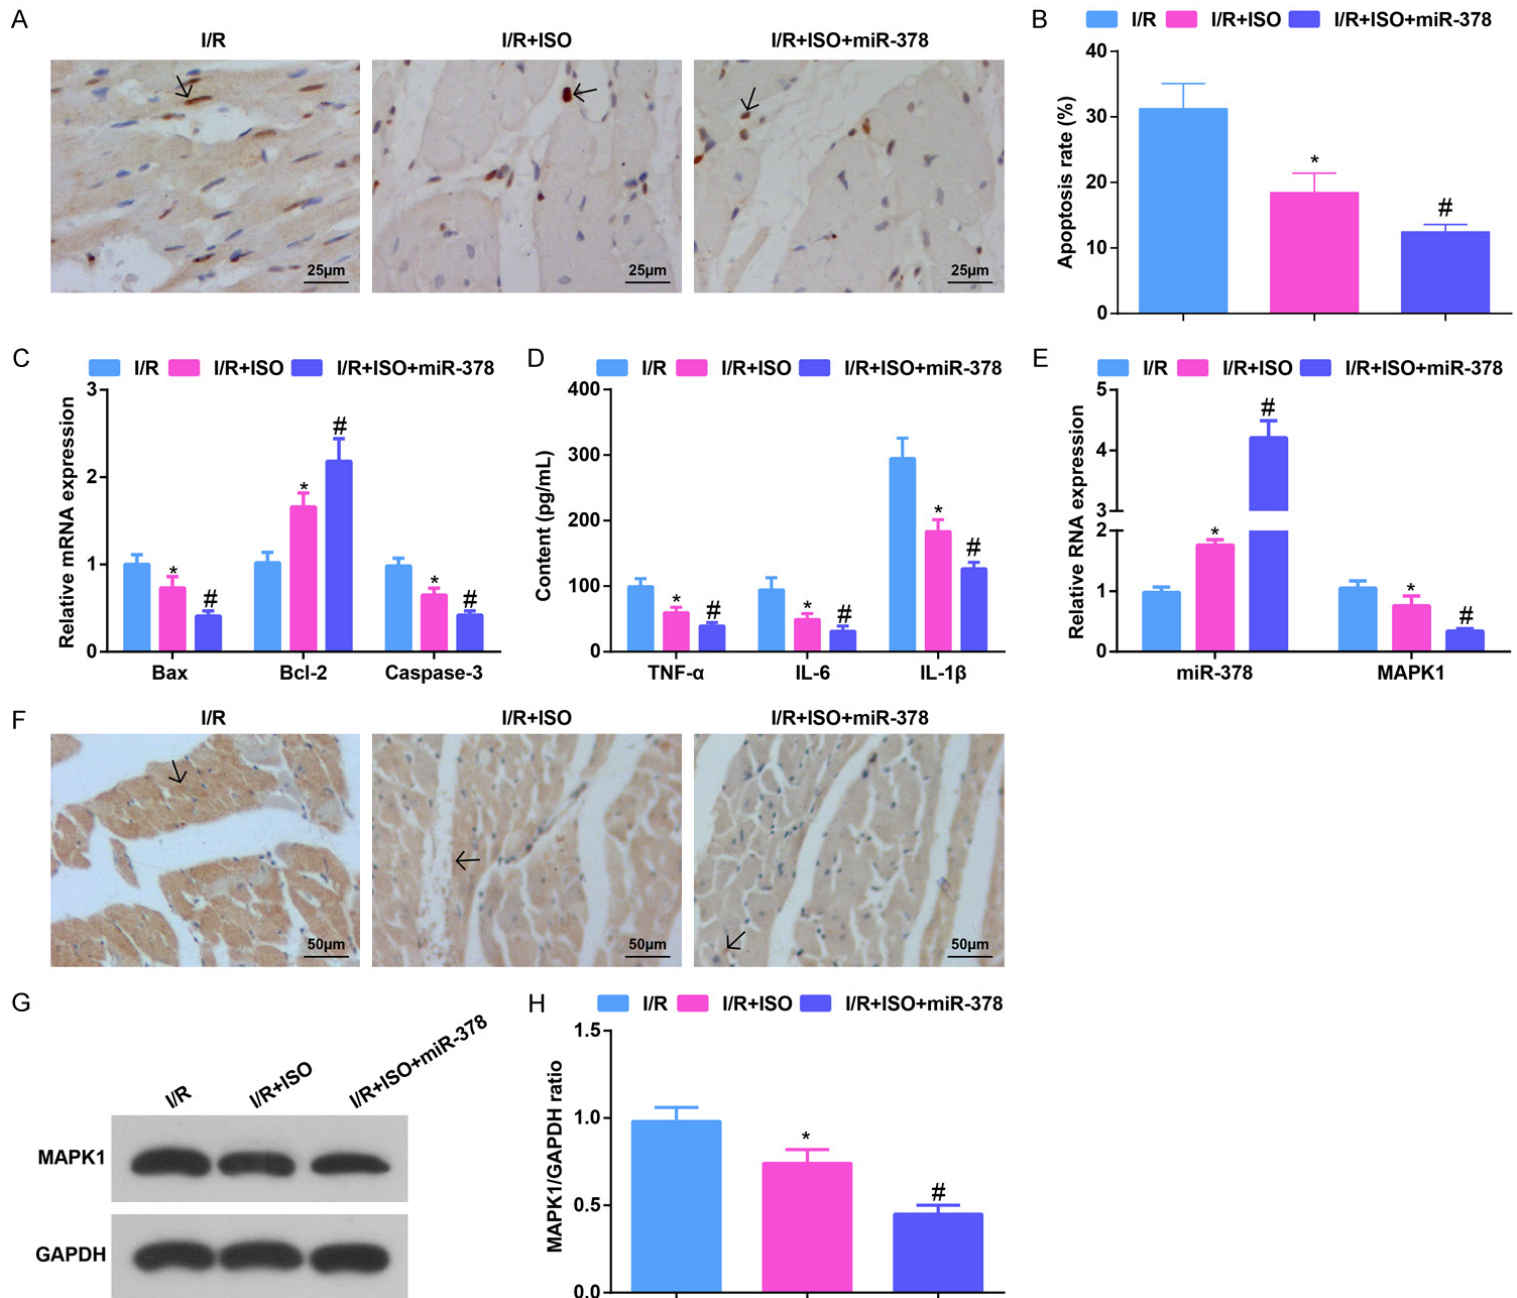 A
I/R
I/R+ISO
I/R+ISO+miR-378
25μm
25μm
25μm
B
I/R
I/R+ISO
I/R+ISO+miR-378
Apoptosis rate (%)
40
30
20
10
0
*
#
C
I/R
I/R+ISO
I/R+ISO+miR-378
Relative mRNA expression
3
2
1
0
*
#
*
#
*
#
Bax
Bcl-2
Caspase-3
D
I/R
I/R+ISO
I/R+ISO+miR-378
Content (pg/mL)
400
300
200
100
0
*
#
*
#
*
#
TNF-α
IL-6
IL-1β
E
I/R
I/R+ISO
I/R+ISO+miR-378
Relative RNA expression
5
4
3
2
1
0
*
#
*
#
miR-378
MAPK1
F
I/R
I/R+ISO
I/R+ISO+miR-378
50μm
50μm
50μm
G
I/R
I/R+ISO
I/R+ISO+miR-378
MAPK1
GAPDH
H
I/R
I/R+ISO
I/R+ISO+miR-378
MAPK1/GAPDH ratio
1.5
1.0
0.5
0.0
*
#